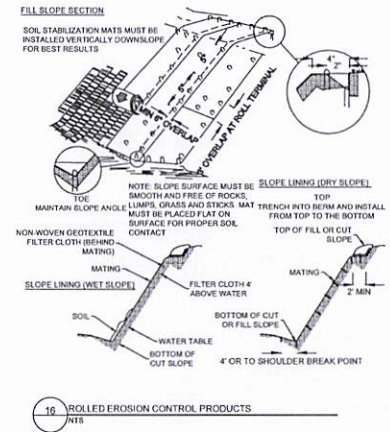 FILL SLOPE SECTION
SOIL STABILIZATION MATS MUST BE
INSTALLED VERTICALLY DOWNSLOPE
FOR BEST RESULTS
4"
2"
5'
5'
MIN 6"
OVERLAP
OVERLAP AT ROLL TERMINAL
TOE
MAINTAIN SLOPE ANGLE
NOTE: SLOPE SURFACE MUST BE
SMOOTH AND FREE OF ROCKS,
LUMPS, GRASS AND STICKS. MAT
MUST BE PLACED FLAT ON
SURFACE FOR PROPER SOIL
CONTACT
SLOPE LINING (DRY SLOPE)
TOP
TRENCH INTO BERM AND INSTALL
FROM TOP TO THE BOTTOM
NON-WOVEN GEOTEXTILE
FILTER CLOTH (BEHIND
MATING)
MATING
SLOPE LINING (WET SLOPE)
FILTER CLOTH 4'
ABOVE WATER
SOIL
WATER TABLE
BOTTOM OF
CUT SLOPE
TOP OF FILL OR CUT
SLOPE
MATING
2' MIN
BOTTOM OF CUT
OR FILL SLOPE
4' OR TO SHOULDER BREAK POINT
16 ROLLED EROSION CONTROL PRODUCTS
NTS